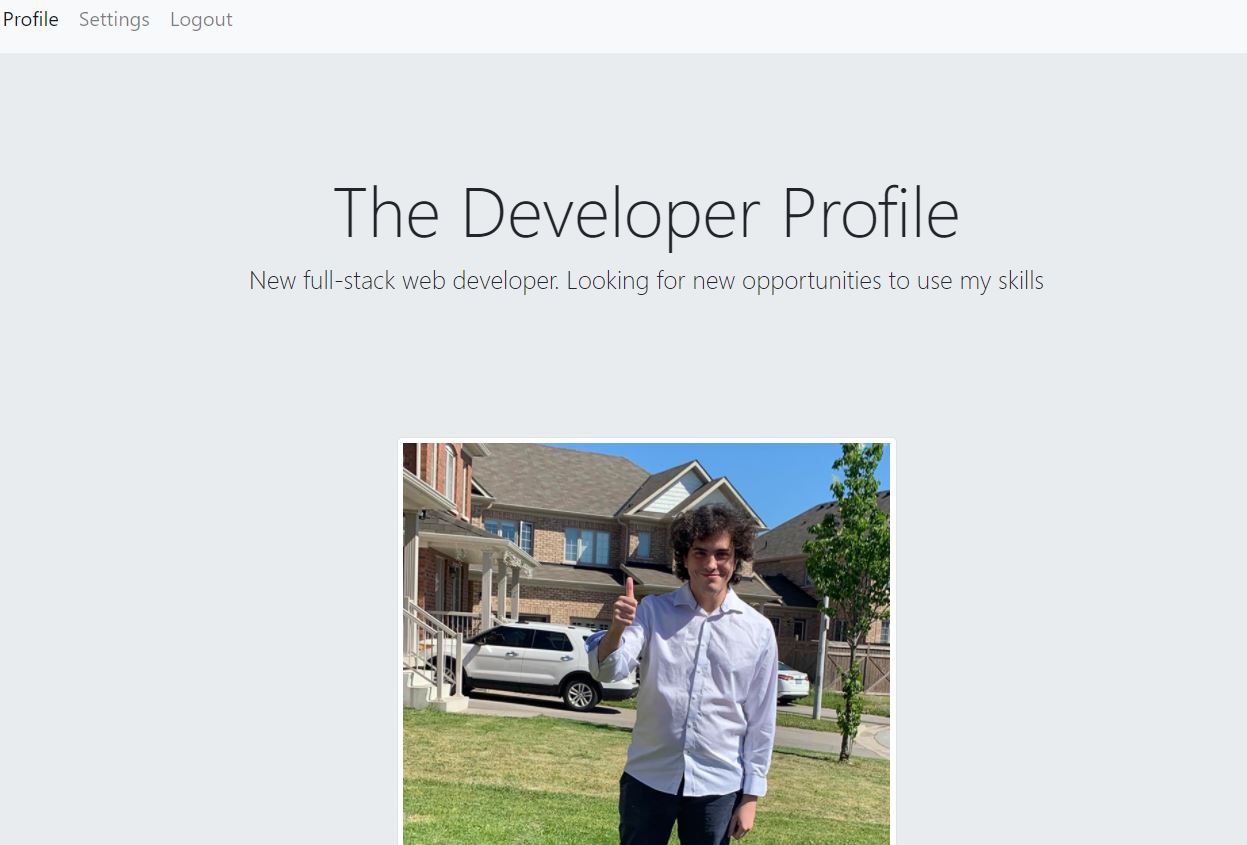 Profile Settings Logout
The Developer Profile
New full-stack web developer. Looking for new opportunities to use my skills